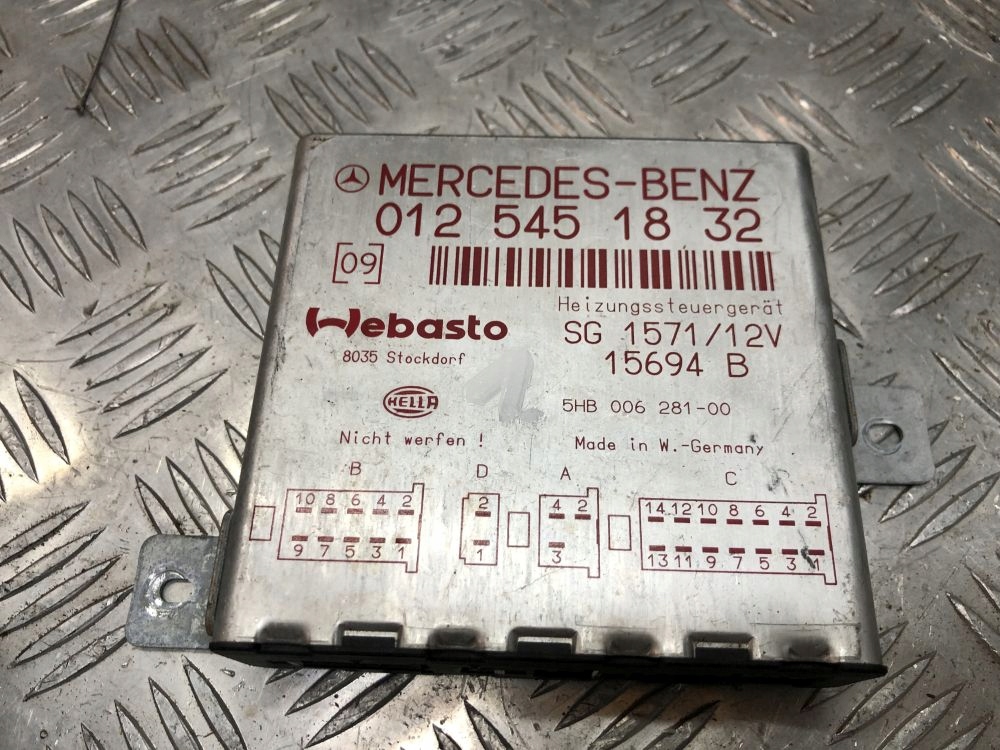 MERCEDES-BENZ
012 545 18 32
[09]
Heizungssteuergerät
Webasto
SG 1571/12V
8035 Stockdorf
15694 B
HELLA
5HB 006 281-00
Nicht werfen !
Made in W.-Germany
B D A C
10 8 6 4 2
2
4 2
14 12 10 8 6 4 2
9 7 5 3 1
1
3
13 11 9 7 5 3 1